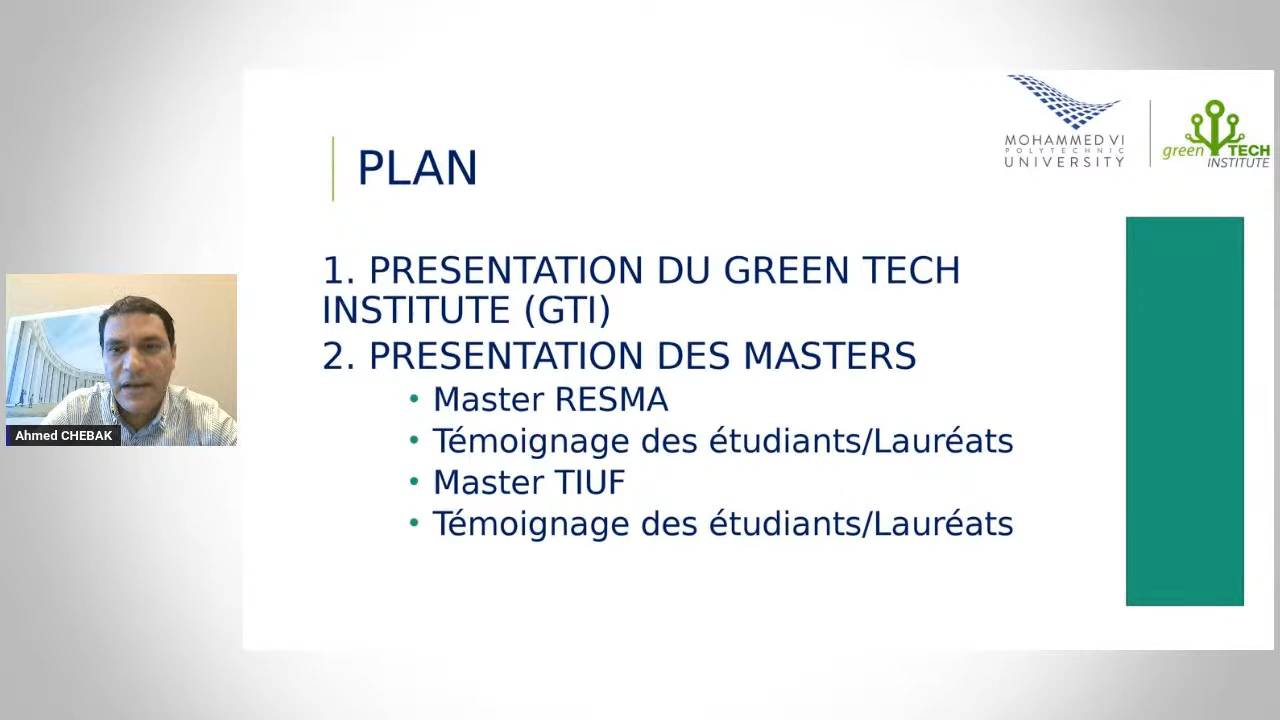 MOHAMMED VI
POLYTECHNIC
UNIVERSITY
green TECH
INSTITUTE
PLAN
1. PRESENTATION DU GREEN TECH
INSTITUTE (GTI)
2. PRESENTATION DES MASTERS
• Master RESMA
• Témoignage des étudiants/Lauréats
• Master TIUF
• Témoignage des étudiants/Lauréats
Ahmed CHEBAK